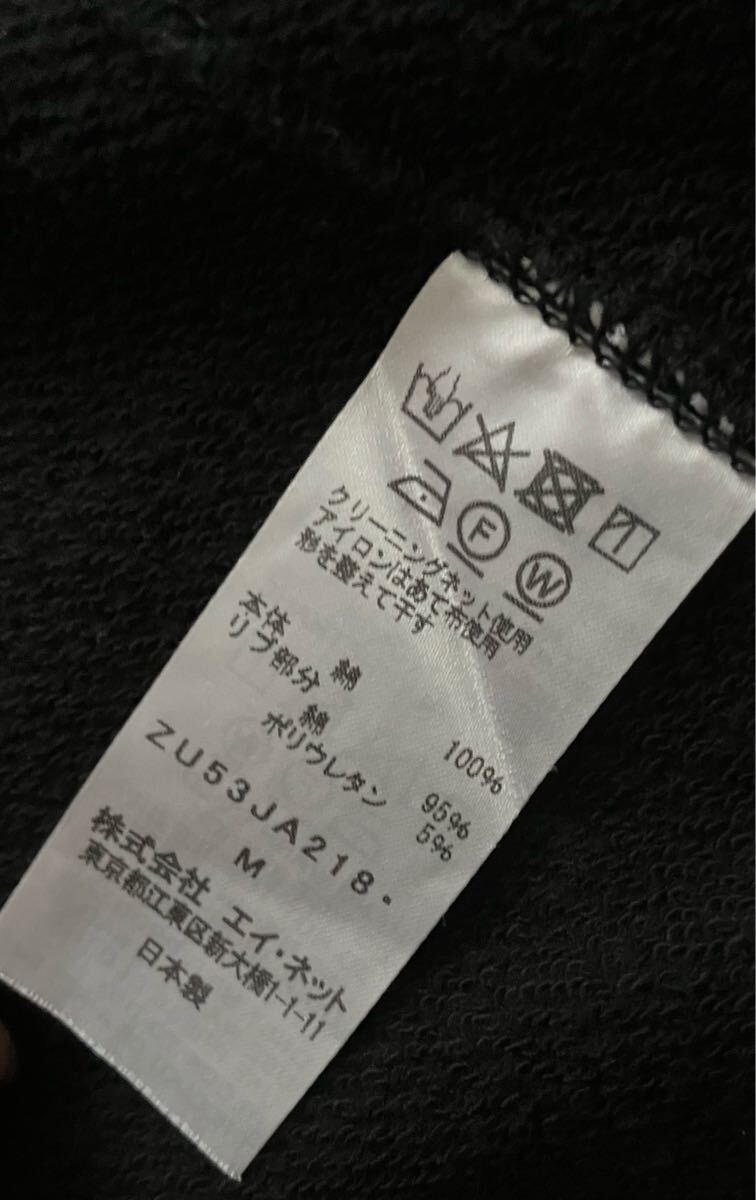 F W
クリーニングネット使用
アイロンはあて布使用
形を整えて干す
本体 綿 100%
リブ部分 綿 95%
ポリウレタン 5%
ZU53JA218.
M
株式会社 エイ・ネット
東京都江東区新大橋1-1-11
日本製